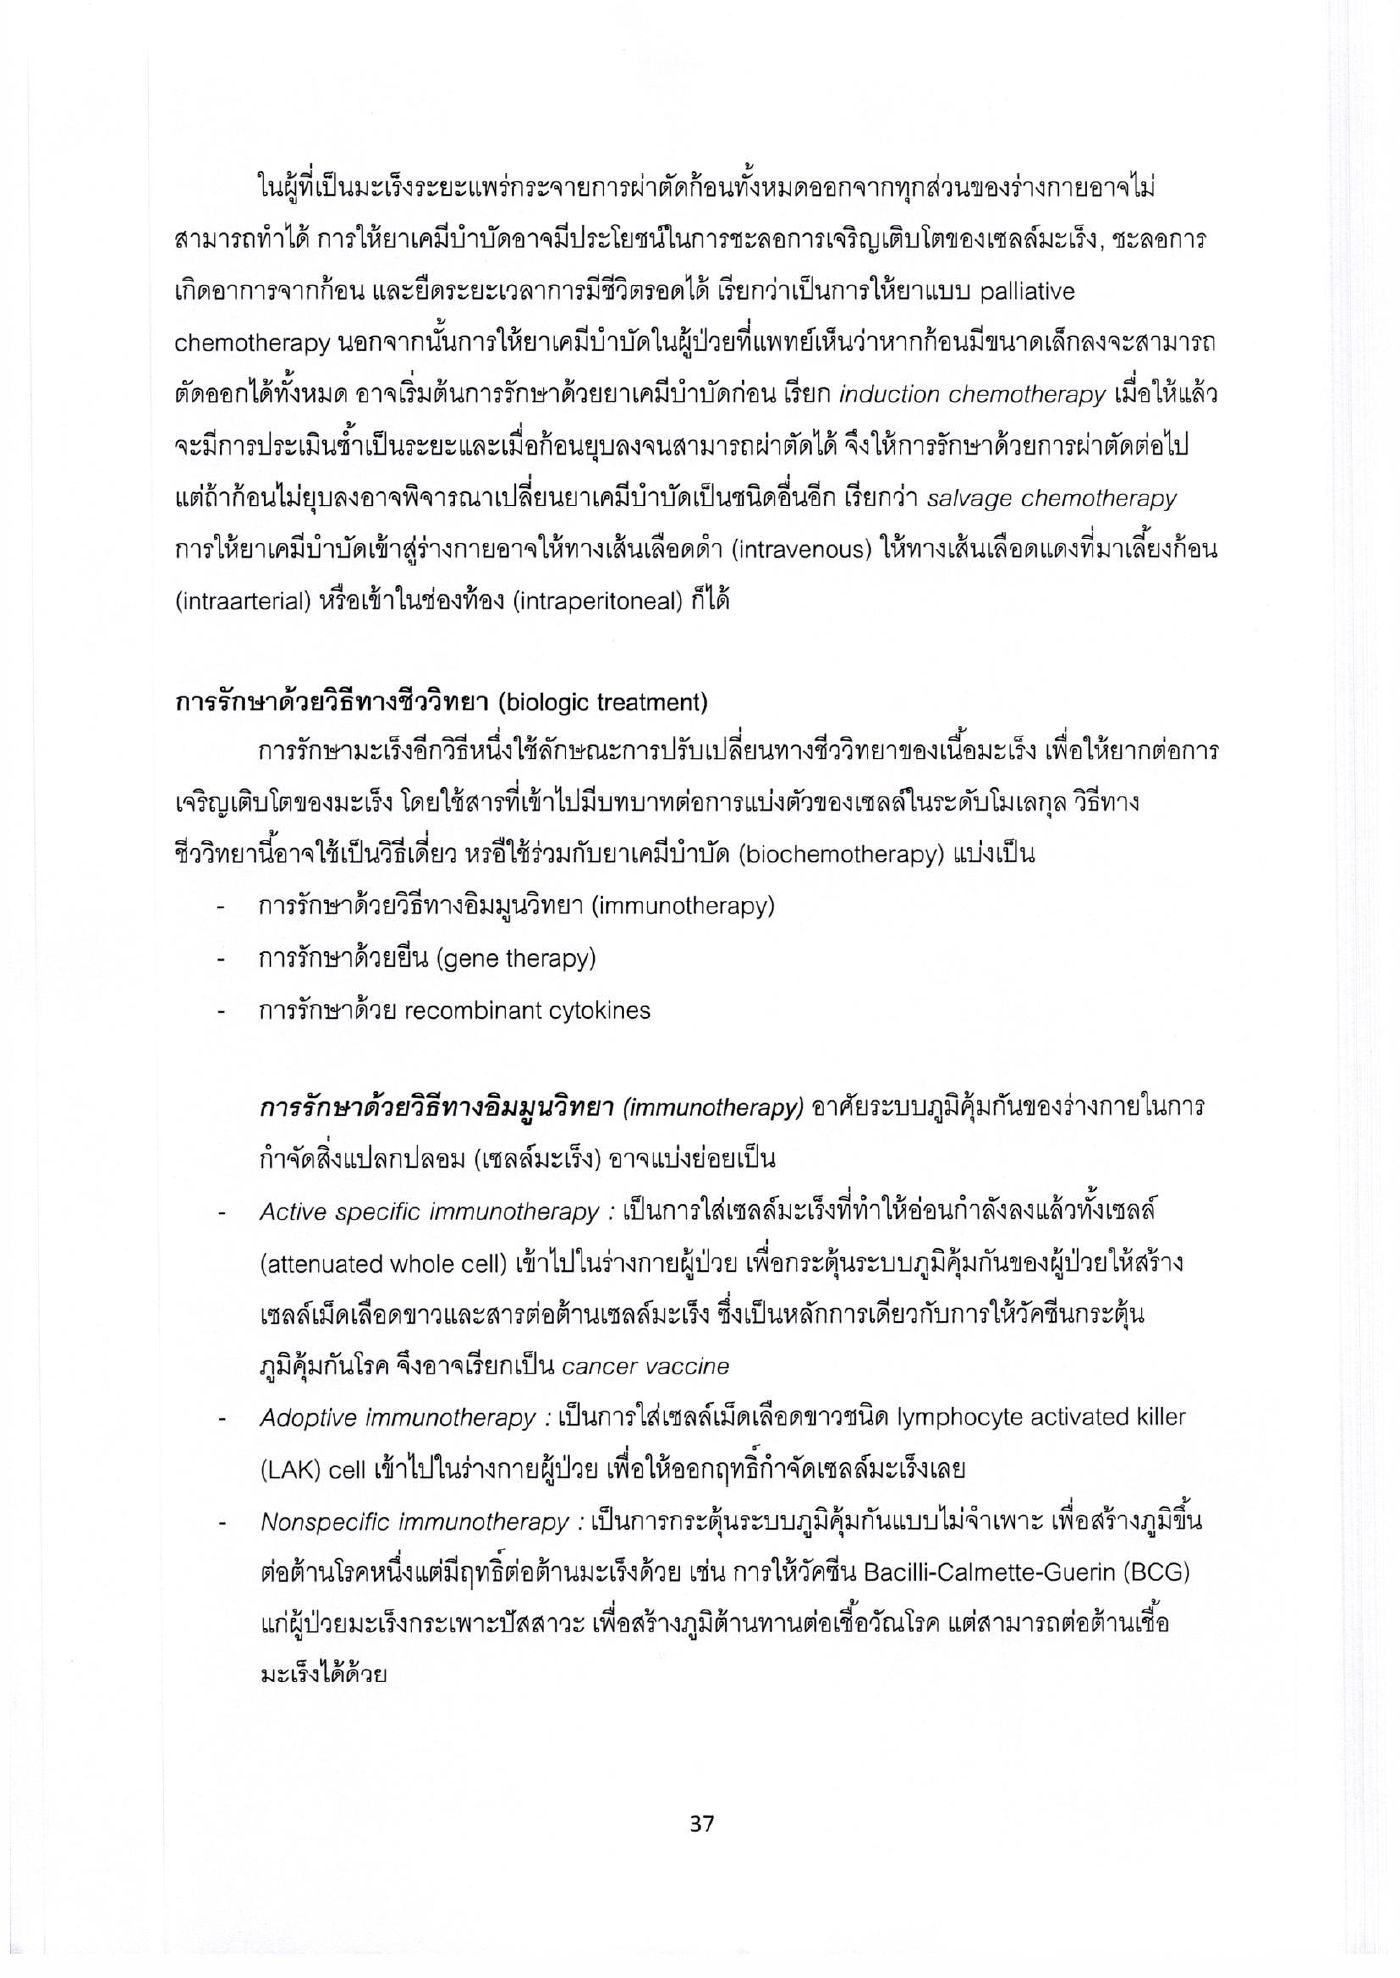 ในผู้ที่เป็นมะเร็งระยะแพร่กระจายการผ่าตัดก้อนทั้งหมดออกจากทุกส่วนของร่างกายอาจไม่
สามารถทำได้ การให้ยาเคมีบำบัดอาจมีประโยชน์ในการชะลอการเจริญเติบโตของเซลล์มะเร็ง, ชะลอการ
เกิดอาการจากก้อน และยืดระยะเวลาการมีชีวิตรอดได้ เรียกว่าเป็นการให้ยาแบบ palliative
chemotherapy นอกจากนั้นการให้ยาเคมีบำบัดในผู้ป่วยที่แพทย์เห็นว่าหากก้อนมีขนาดเล็กลงจะสามารถ
ตัดออกได้ทั้งหมด อาจเริ่มต้นการรักษาด้วยยาเคมีบำบัดก่อน เรียก induction chemotherapy เมื่อให้แล้ว
จะมีการประเมินซ้ำเป็นระยะและเมื่อก้อนยุบลงจนสามารถผ่าตัดได้ จึงให้การรักษาด้วยการผ่าตัดต่อไป
แต่ถ้าก้อนไม่ยุบลงอาจพิจารณาเปลี่ยนยาเคมีบำบัดเป็นชนิดอื่นอีก เรียกว่า salvage chemotherapy
การให้ยาเคมีบำบัดเข้าสู่ร่างกายอาจให้ทางเส้นเลือดดำ (intravenous) ให้ทางเส้นเลือดแดงที่มาเลี้ยงก้อน
(intraarterial) หรือเข้าในช่องท้อง (intraperitoneal) ก็ได้
การรักษาด้วยวิธีทางชีววิทยา (biologic treatment)
การรักษามะเร็งอีกวิธีหนึ่งใช้ลักษณะการปรับเปลี่ยนทางชีววิทยาของเนื้อมะเร็ง เพื่อให้ยากต่อการ
เจริญเติบโตของมะเร็ง โดยใช้สารที่เข้าไปมีบทบาทต่อการแบ่งตัวของเซลล์ในระดับโมเลกุล วิธีทาง
ชีววิทยานี้อาจใช้เป็นวิธีเดี่ยว หรอืใช้ร่วมกับยาเคมีบำบัด (biochemotherapy) แบ่งเป็น
- การรักษาด้วยวิธีทางอิมมูนวิทยา (immunotherapy)
- การรักษาด้วยยีน (gene therapy)
- การรักษาด้วย recombinant cytokines
การรักษาด้วยวิธีทางอิมมูนวิทยา (immunotherapy) อาศัยระบบภูมิคุ้มกันของร่างกายในการ
กำจัดสิ่งแปลกปลอม (เซลล์มะเร็ง) อาจแบ่งย่อยเป็น
- Active specific immunotherapy : เป็นการใส่เซลล์มะเร็งที่ทำให้อ่อนกำลังลงแล้วทั้งเซลล์
(attenuated whole cell) เข้าไปในร่างกายผู้ป่วย เพื่อกระตุ้นระบบภูมิคุ้มกันของผู้ป่วยให้สร้าง
เซลล์เม็ดเลือดขาวและสารต่อต้านเซลล์มะเร็ง ซึ่งเป็นหลักการเดียวกับการให้วัคซีนกระตุ้น
ภูมิคุ้มกันโรค จึงอาจเรียกเป็น cancer vaccine
- Adoptive immunotherapy : เป็นการใส่เซลล์เม็ดเลือดขาวชนิด lymphocyte activated killer
(LAK) cell เข้าไปในร่างกายผู้ป่วย เพื่อให้ออกฤทธิ์กำจัดเซลล์มะเร็งเลย
- Nonspecific immunotherapy : เป็นการกระตุ้นระบบภูมิคุ้มกันแบบไม่จำเพาะ เพื่อสร้างภูมิขึ้น
ต่อต้านโรคหนึ่งแต่มีฤทธิ์ต่อต้านมะเร็งด้วย เช่น การให้วัคซีน Bacilli-Calmette-Guerin (BCG)
แก่ผู้ป่วยมะเร็งกระเพาะปัสสาวะ เพื่อสร้างภูมิต้านทานต่อเชื้อวัณโรค แต่สามารถต่อต้านเชื้อ
มะเร็งได้ด้วย
37